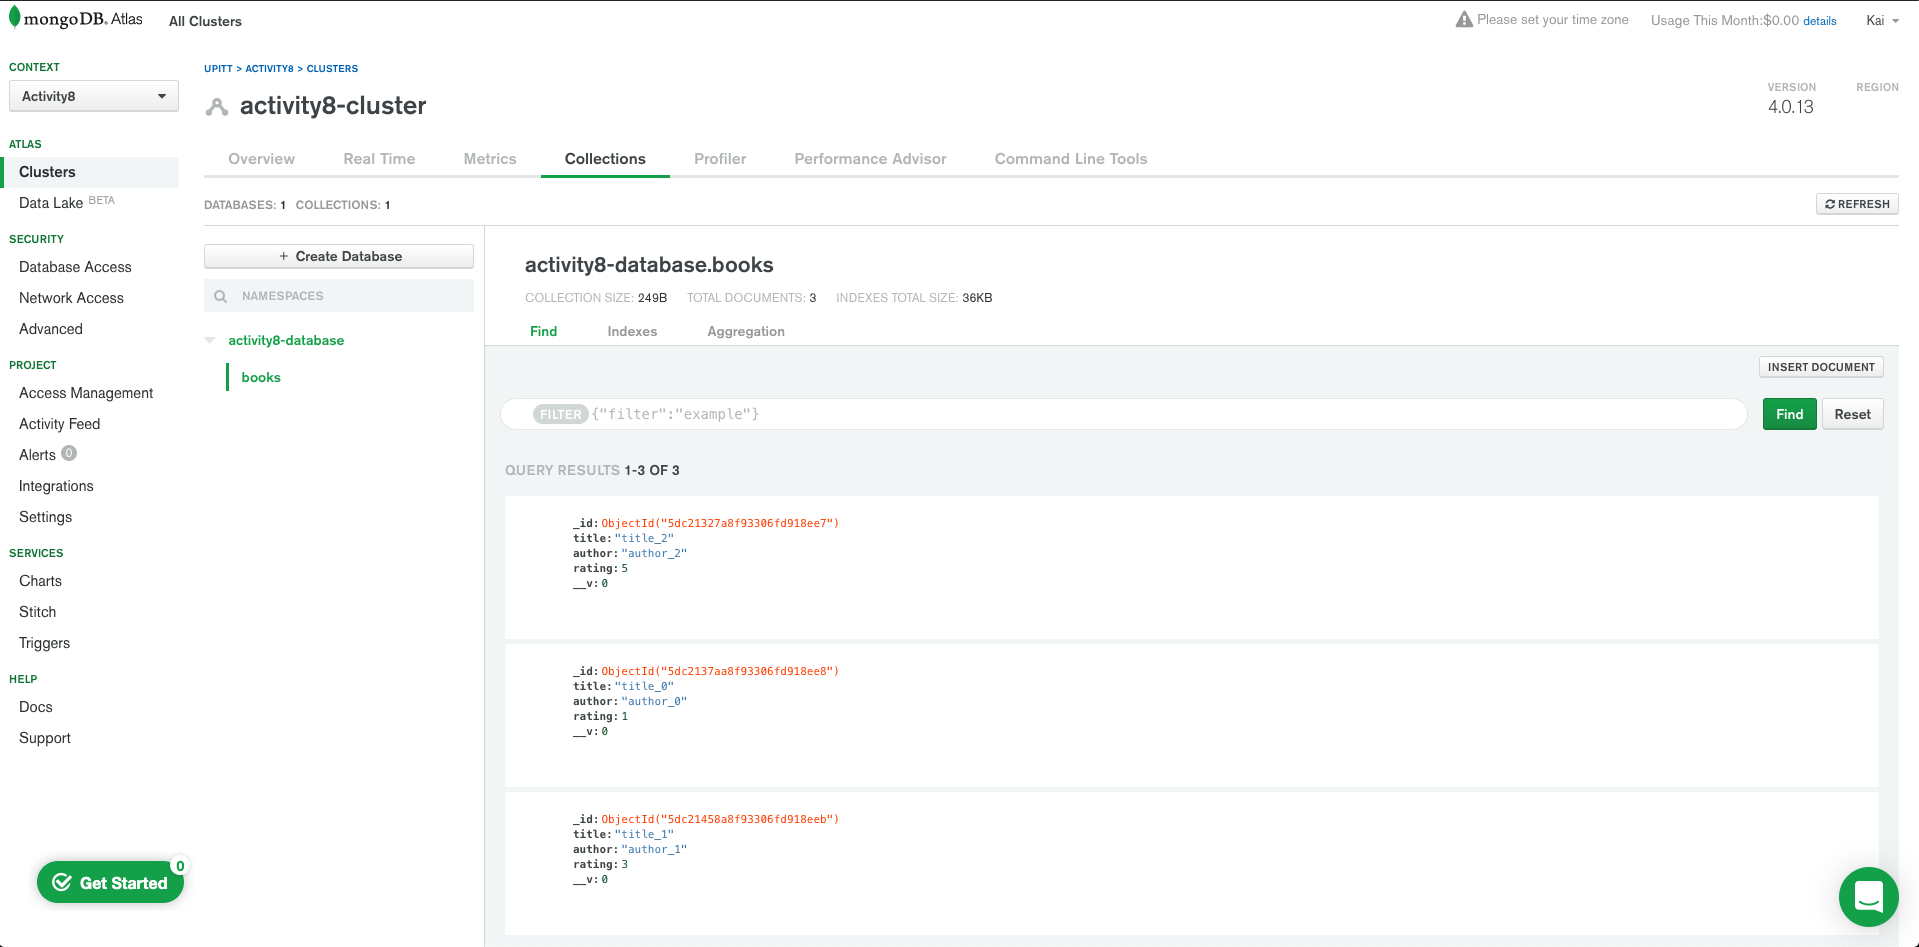 mongoDB. Atlas
All Clusters
Please set your time zone
Usage This Month:$0.00 details
Kai
CONTEXT
Activity8
ATLAS
Clusters
Data Lake BETA
SECURITY
Database Access
Network Access
Advanced
PROJECT
Access Management
Activity Feed
Alerts 0
Integrations
Settings
SERVICES
Charts
Stitch
Triggers
HELP
Docs
Support
Get Started 0
UPITT > ACTIVITY8 > CLUSTERS
activity8-cluster
VERSION
4.0.13
REGION
Overview Real Time Metrics Collections Profiler Performance Advisor Command Line Tools
DATABASES: 1 COLLECTIONS: 1
REFRESH
+ Create Database
NAMESPACES
activity8-database
books
activity8-database.books
COLLECTION SIZE: 249B TOTAL DOCUMENTS: 3 INDEXES TOTAL SIZE: 36KB
Find Indexes Aggregation
INSERT DOCUMENT
FILTER {"filter":"example"}
Find
Reset
QUERY RESULTS 1-3 OF 3
_id:ObjectId("5dc21327a8f93306fd918ee7")
title:"title_2"
author:"author_2"
rating:5
__v:0
_id:ObjectId("5dc2137aa8f93306fd918ee8")
title:"title_0"
author:"author_0"
rating:1
__v:0
_id:ObjectId("5dc21458a8f93306fd918eeb")
title:"title_1"
author:"author_1"
rating:3
__v:0